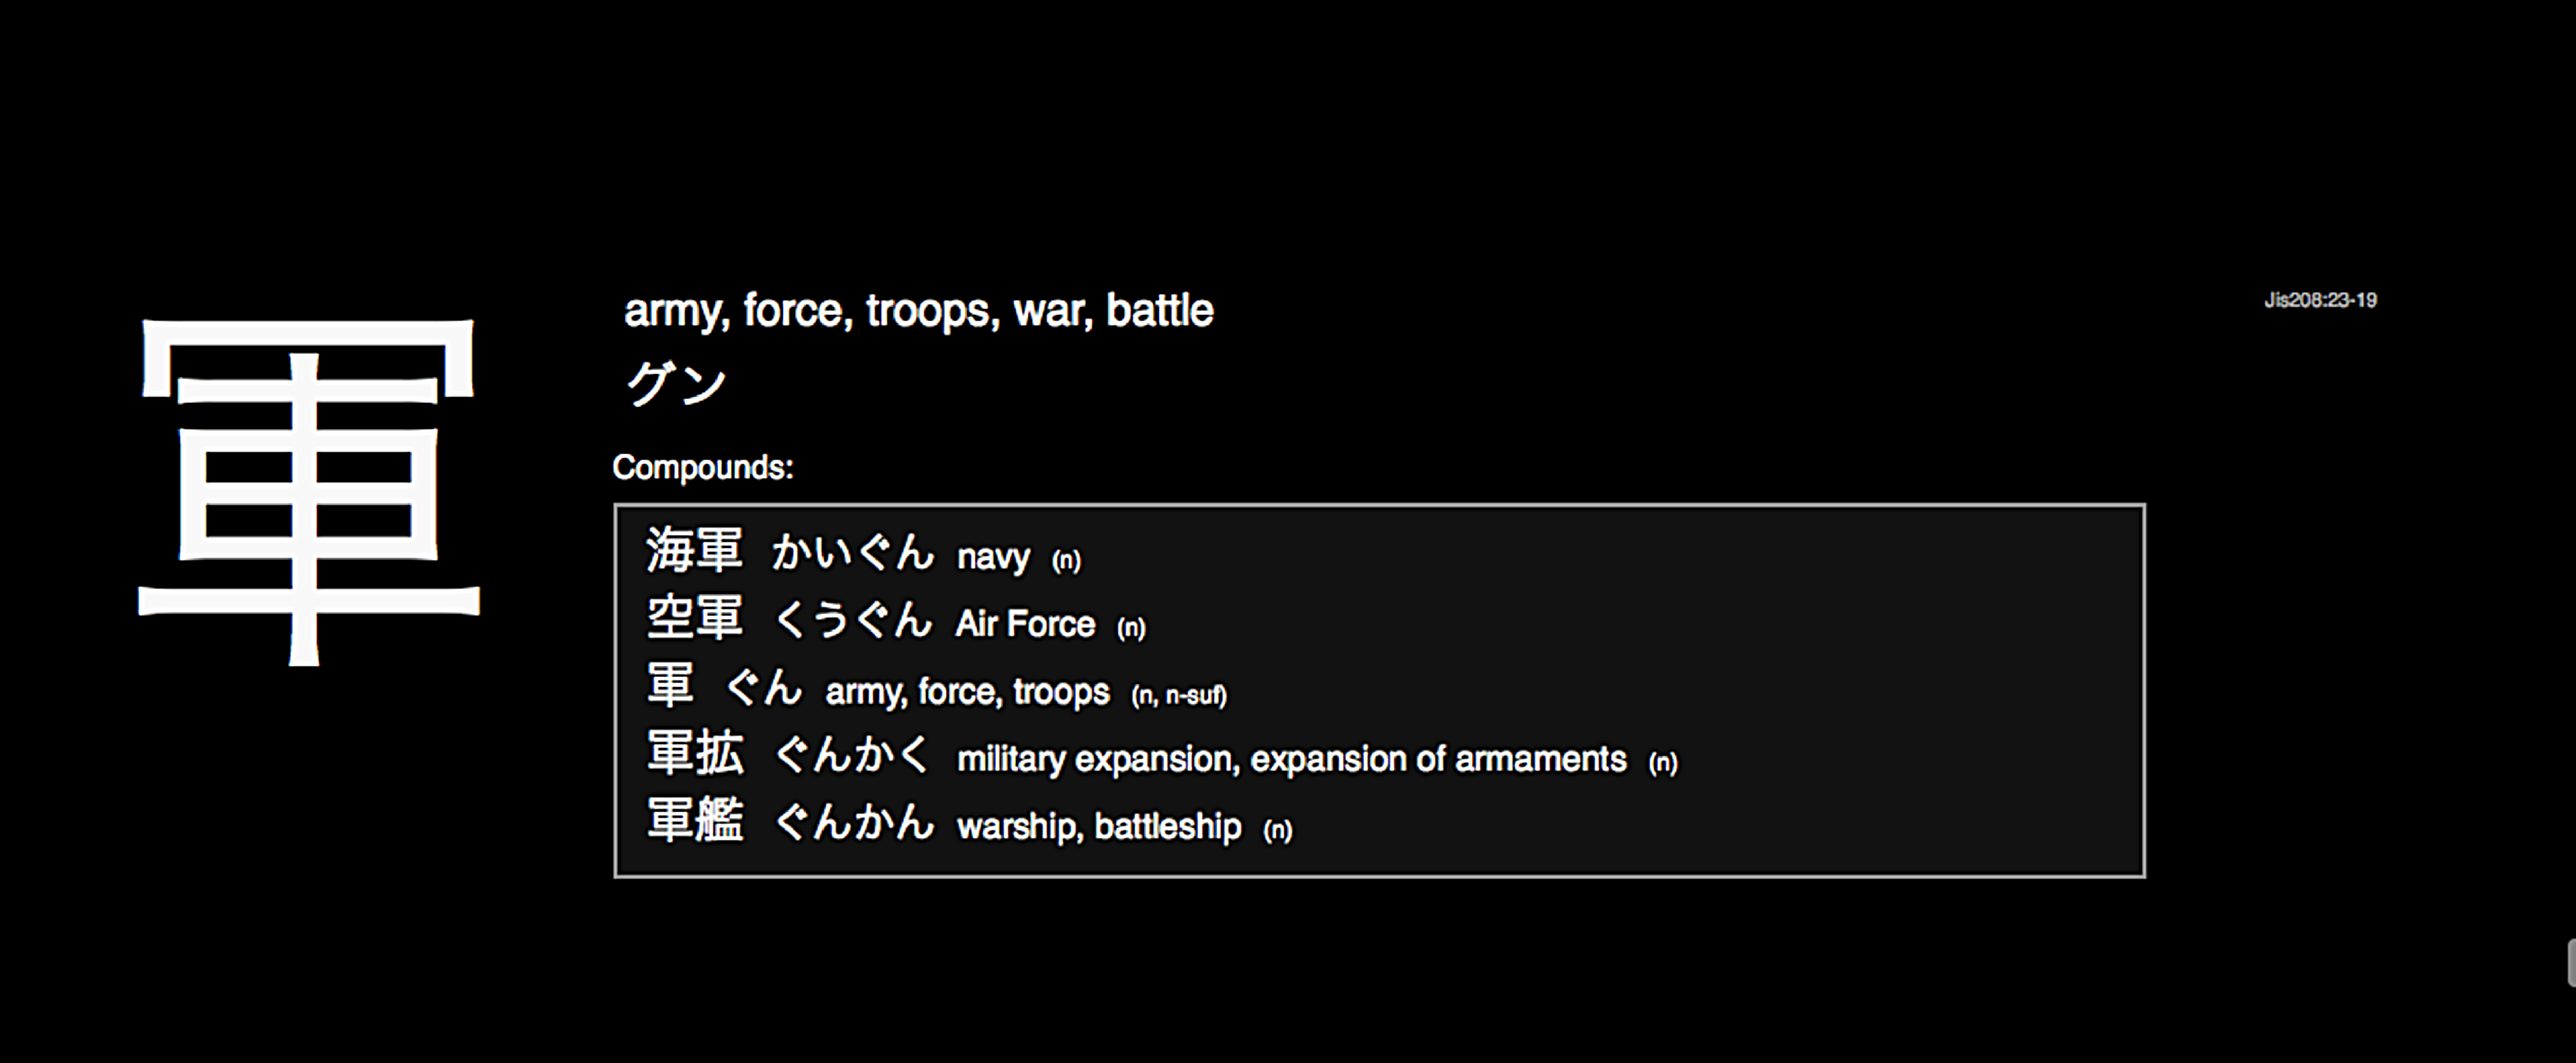 軍
army, force, troops, war, battle
Jis208:23-19
グン
Compounds:
海軍 かいぐん navy (n)
空軍 くうぐん Air Force (n)
軍 ぐん army, force, troops (n, n-suf)
軍拡 ぐんかく military expansion, expansion of armaments (n)
軍艦 ぐんかん warship, battleship (n)